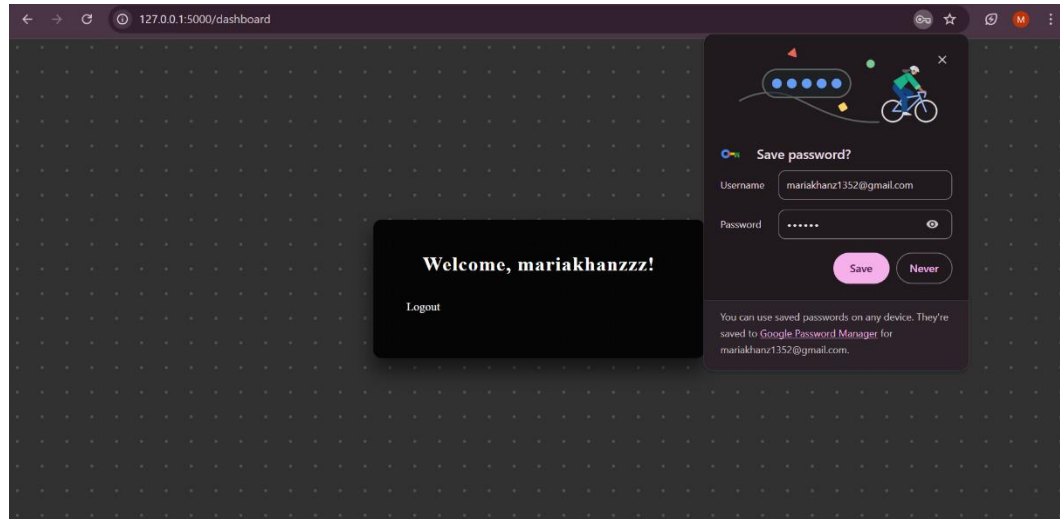 127.0.0.1:5000/dashboard
M
Save password?
Username mariakhanz1352@gmail.com
Password ••••••
Save Never
You can use saved passwords on any device. They're
saved to Google Password Manager for
mariakhanz1352@gmail.com.
Welcome, mariakhanzzz!
Logout